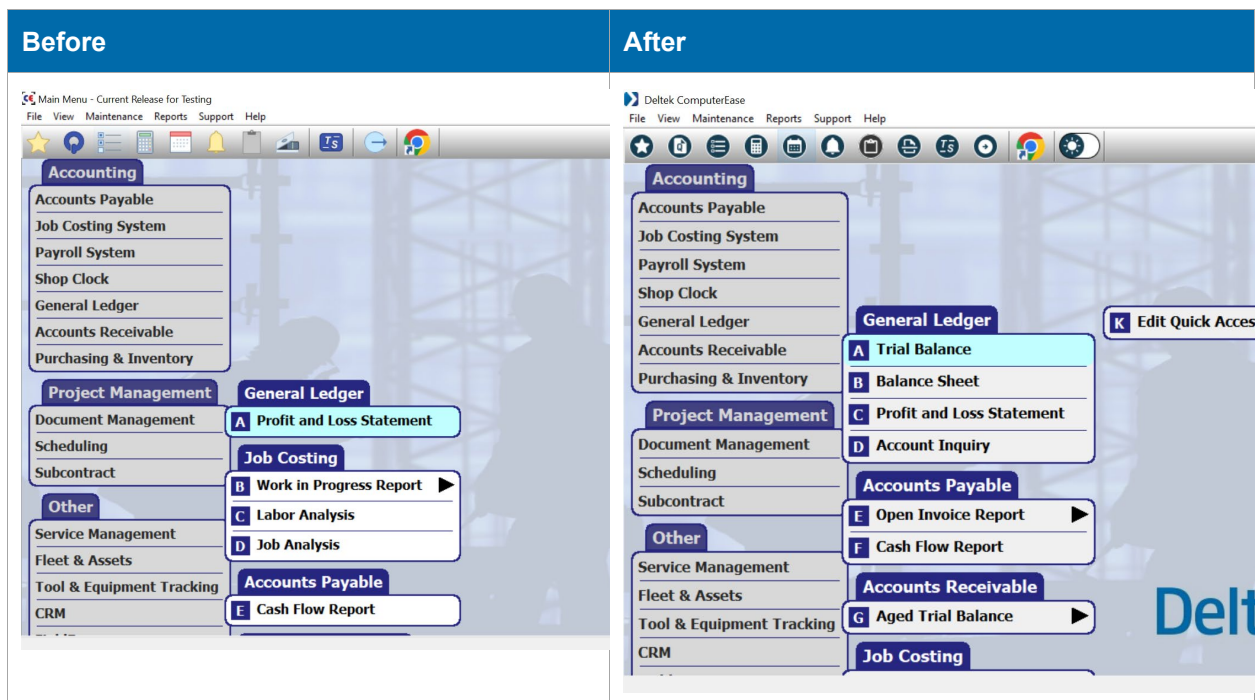 Before
After
Main Menu - Current Release for Testing
File View Maintenance Reports Support Help
Accounting
Accounts Payable
Job Costing System
Payroll System
Shop Clock
General Ledger
Accounts Receivable
Purchasing & Inventory
Project Management
Document Management
Scheduling
Subcontract
Other
Service Management
Fleet & Assets
Tool & Equipment Tracking
CRM
General Ledger
A Profit and Loss Statement
Job Costing
B Work in Progress Report
C Labor Analysis
D Job Analysis
Accounts Payable
E Cash Flow Report
Deltek ComputerEase
File View Maintenance Reports Support Help
Accounting
Accounts Payable
Job Costing System
Payroll System
Shop Clock
General Ledger
Accounts Receivable
Purchasing & Inventory
Project Management
Document Management
Scheduling
Subcontract
Other
Service Management
Fleet & Assets
Tool & Equipment Tracking
CRM
General Ledger
A Trial Balance
B Balance Sheet
C Profit and Loss Statement
D Account Inquiry
Accounts Payable
E Open Invoice Report
F Cash Flow Report
Accounts Receivable
G Aged Trial Balance
Job Costing
K Edit Quick Acces
Delt